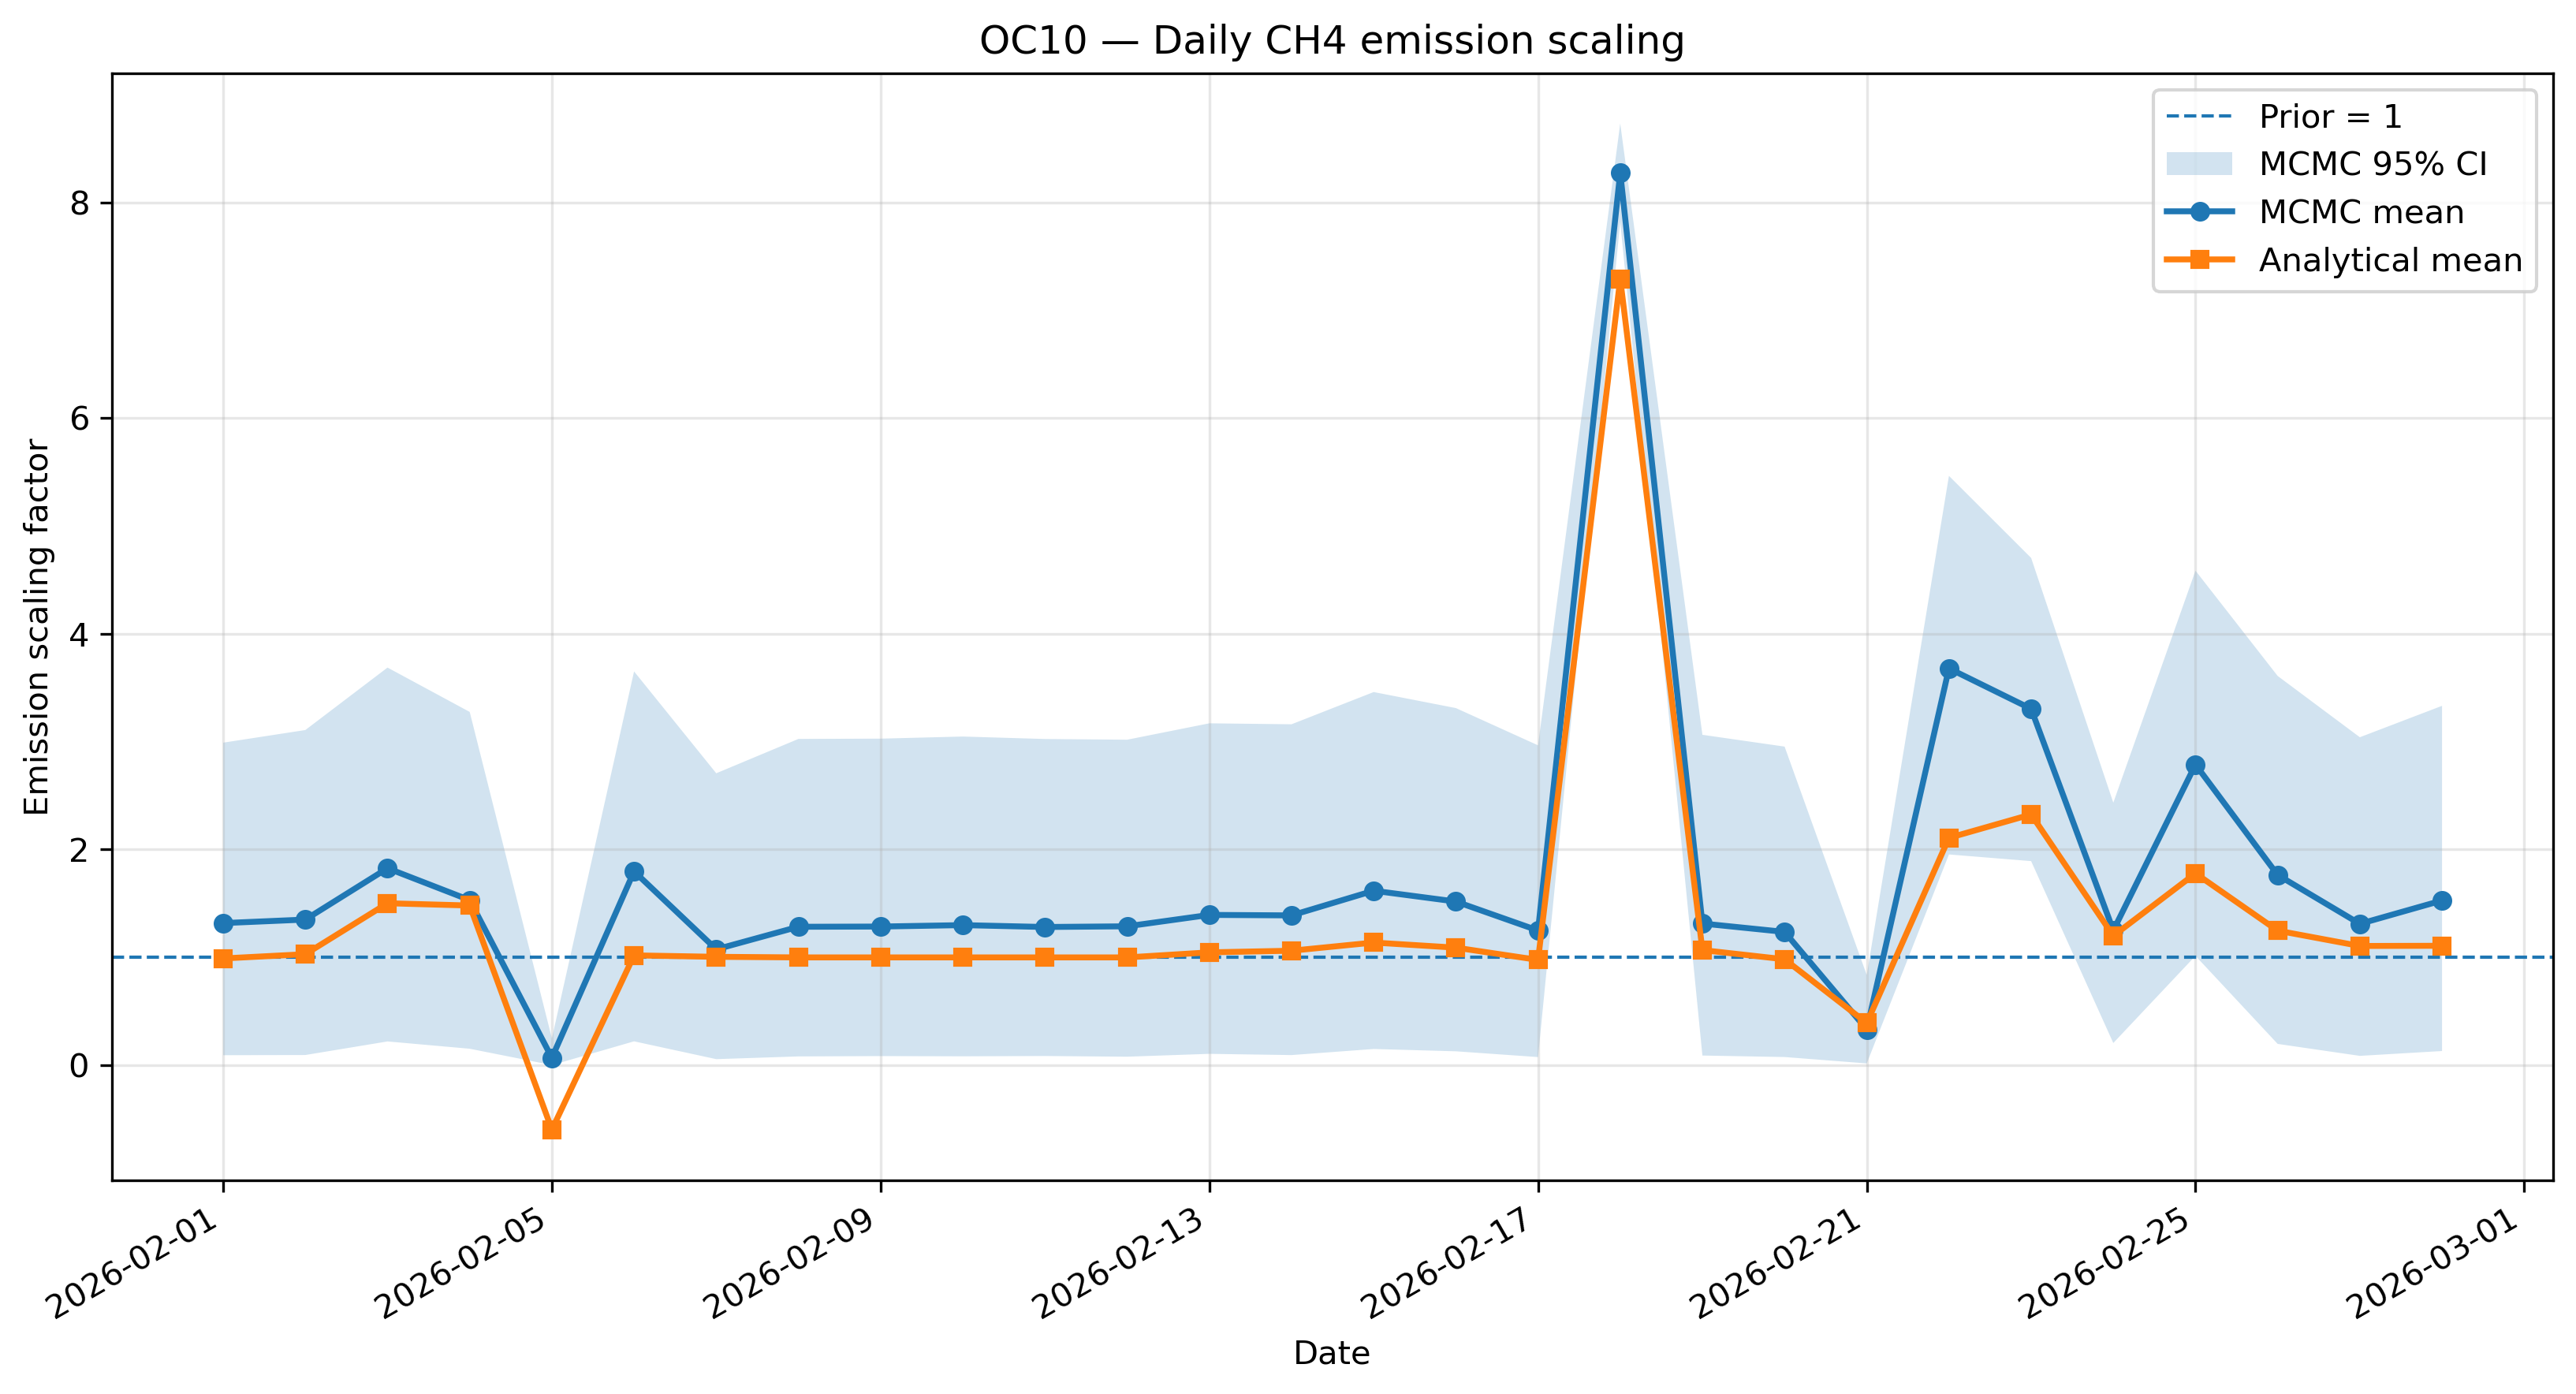 OC10 — Daily CH4 emission scaling
Prior = 1
MCMC 95% CI
MCMC mean
Analytical mean
Emission scaling factor
8
6
4
2
0
2026-02-01
2026-02-05
2026-02-09
2026-02-13
2026-02-17
2026-02-21
2026-02-25
2026-03-01
Date